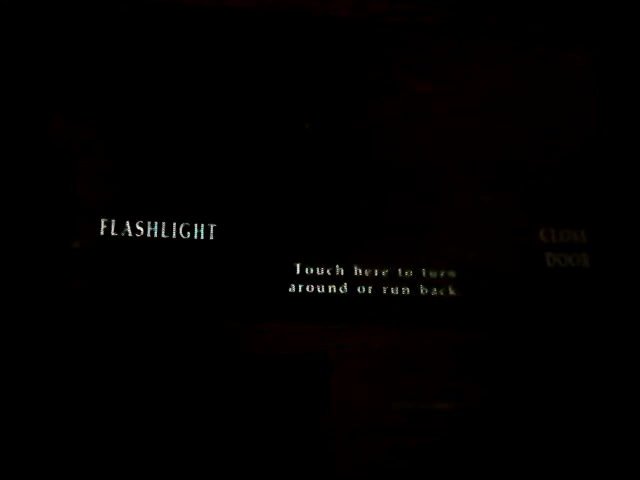 FLASHLIGHT
CLOSE
DOOR
Touch here to turn
around or run back